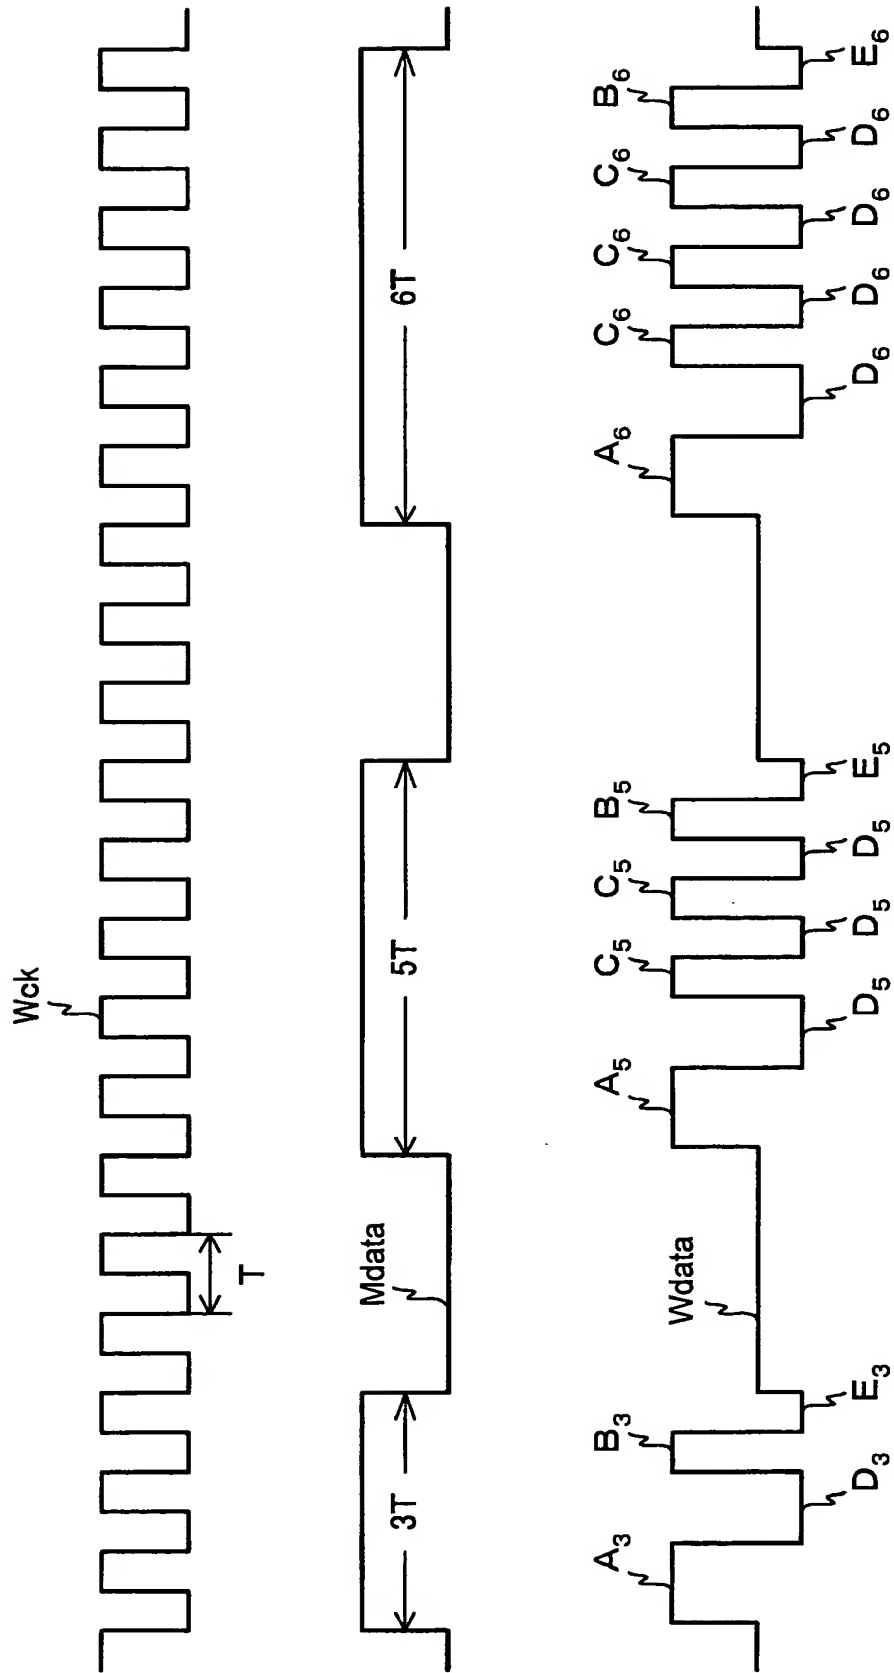 Wck
T
Mdata
3T
5T
6T
Wdata
A₃ B₃ A₅ C₅ C₅ B₅ A₆ C₆ C₆ C₆ B₆
D₃ E₃ D₅ D₅ D₅ E₅ D₆ D₆ D₆ D₆ E₆